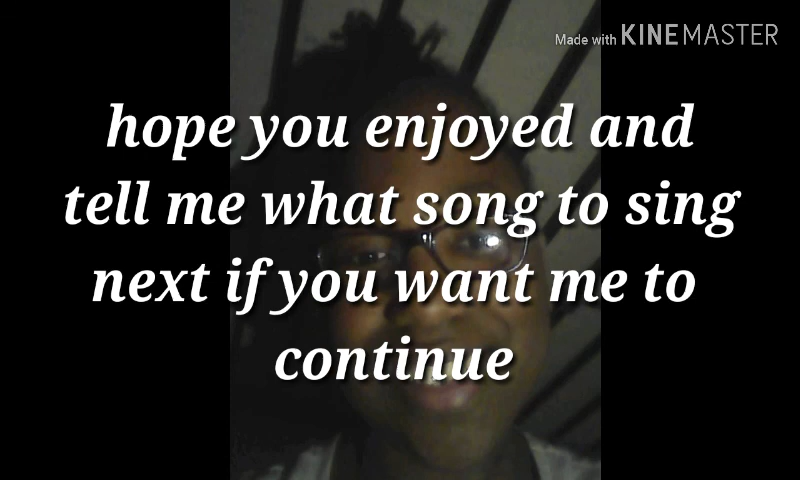 Made with KINEMASTER
hope you enjoyed and
tell me what song to sing
next if you want me to
continue